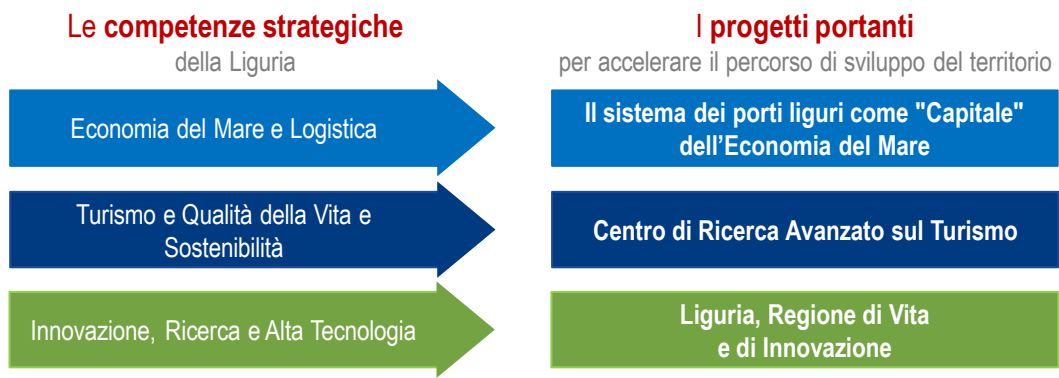 Le competenze strategiche
della Liguria
I progetti portanti
per accelerare il percorso di sviluppo del territorio
Economia del Mare e Logistica
Il sistema dei porti liguri come "Capitale"
dell’Economia del Mare
Turismo e Qualità della Vita e
Sostenibilità
Centro di Ricerca Avanzato sul Turismo
Innovazione, Ricerca e Alta Tecnologia
Liguria, Regione di Vita
e di Innovazione